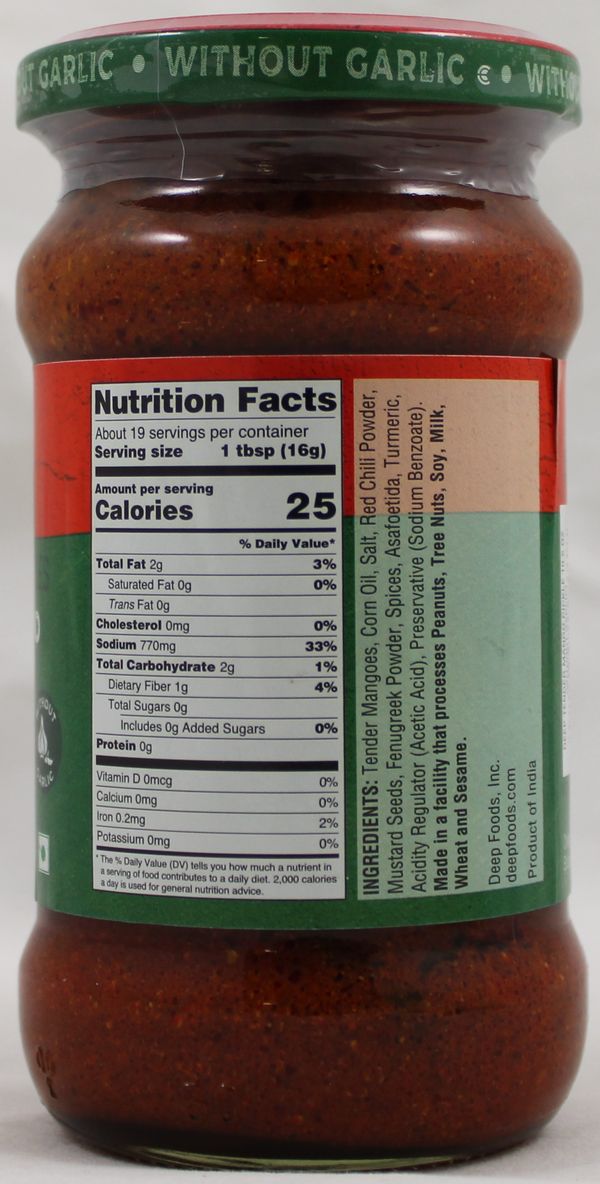 UT GARLIC • WITHOUT GARLIC • WITHO
Nutrition Facts
About 19 servings per container
Serving size 1 tbsp (16g)
Amount per serving
Calories 25
% Daily Value*
Total Fat 2g 3%
Saturated Fat 0g 0%
Trans Fat 0g
Cholesterol 0mg 0%
Sodium 770mg 33%
Total Carbohydrate 2g 1%
Dietary Fiber 1g 4%
Total Sugars 0g
Includes 0g Added Sugars 0%
Protein 0g
Vitamin D 0mcg 0%
Calcium 0mg 0%
Iron 0.2mg 2%
Potassium 0mg 0%
* The % Daily Value (DV) tells you how much a nutrient in
a serving of food contributes to a daily diet. 2,000 calories
a day is used for general nutrition advice.
INGREDIENTS: Tender Mangoes, Corn Oil, Salt, Red Chili Powder,
Mustard Seeds, Fenugreek Powder, Spices, Asafoetida, Turmeric,
Acidity Regulator (Acetic Acid), Preservative (Sodium Benzoate).
Made in a facility that processes Peanuts, Tree Nuts, Soy, Milk,
Wheat and Sesame.
Deep Foods, Inc.
deepfoods.com
Product of India